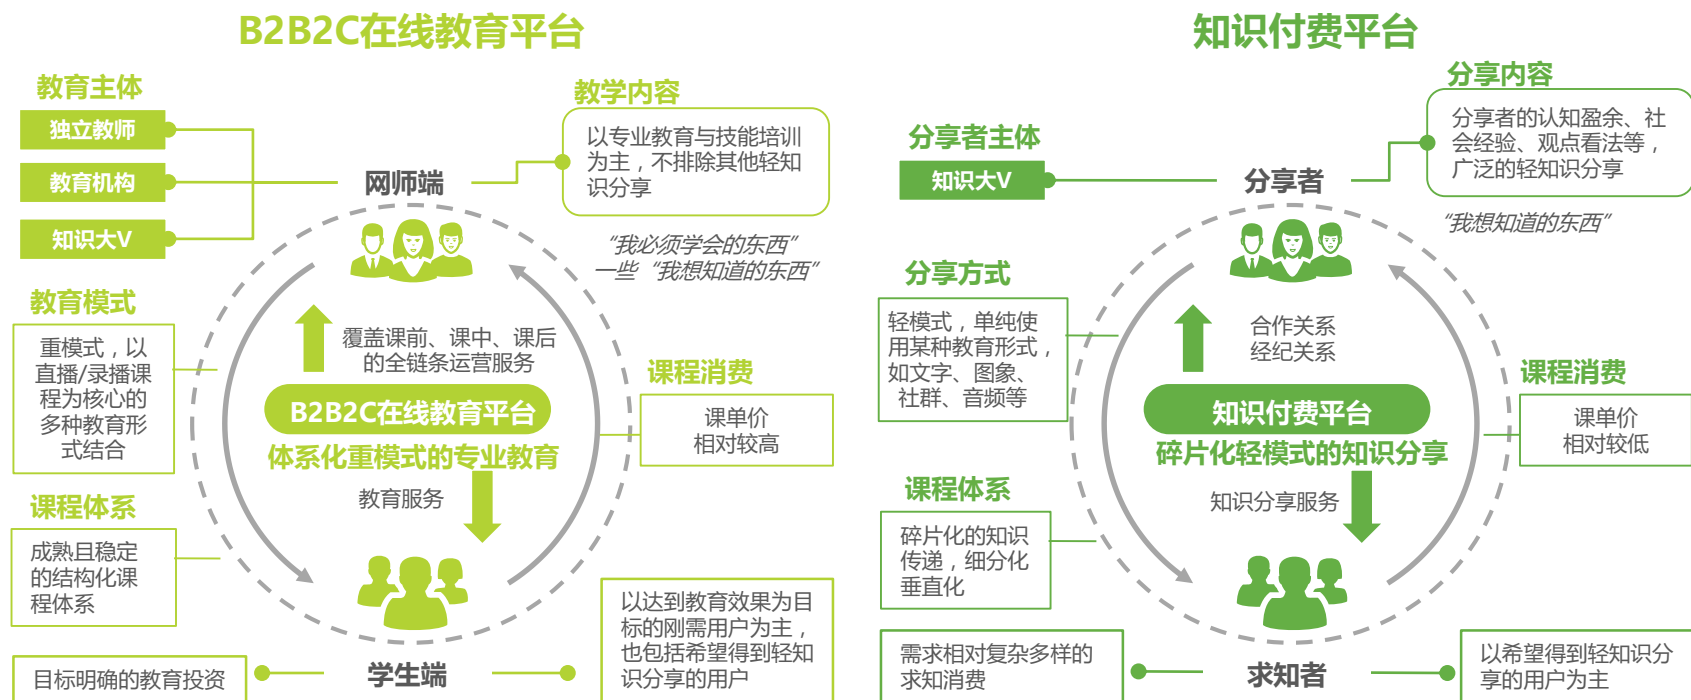 B2B2C在线教育平台
教育主体
独立教师
教育机构
知识大V
网师端
教学内容
以专业教育与技能培训
为主，不排除其他轻知
识分享
“我必须学会的东西”
一些“我想知道的东西”
教育模式
重模式，以
直播/录播课
程为核心的
多种教育形
式结合
覆盖课前、课中、课后
的全链条运营服务
B2B2C在线教育平台
体系化重模式的专业教育
教育服务
课程消费
课单价
相对较高
课程体系
成熟且稳定
的结构化课
程体系
目标明确的教育投资
学生端
以达到教育效果为目
标的刚需用户为主，
也包括希望得到轻知
识分享的用户
知识付费平台
分享者主体
知识大V
分享者
分享内容
分享者的认知盈余、社
会经验、观点看法等，
广泛的轻知识分享
“我想知道的东西”
分享方式
轻模式，单纯使
用某种教育形式，
如文字、图象、
社群、音频等
合作关系
经纪关系
知识付费平台
碎片化轻模式的知识分享
知识分享服务
课程消费
课单价
相对较低
课程体系
碎片化的知识
传递，细分化
垂直化
需求相对复杂多样的
求知消费
求知者
以希望得到轻知识分
享的用户为主